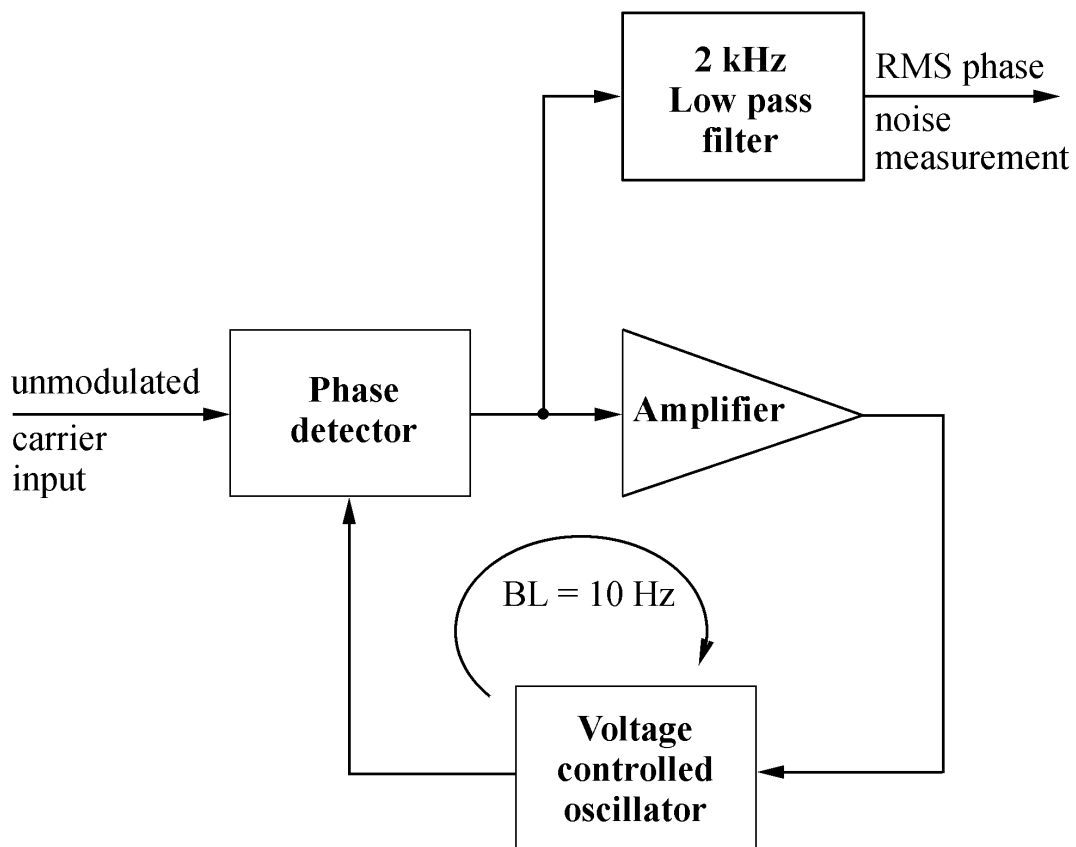 2 kHz
Low pass
filter
RMS phase
noise
measurement
unmodulated
carrier
input
Phase
detector
Amplifier
BL = 10 Hz
Voltage
controlled
oscillator